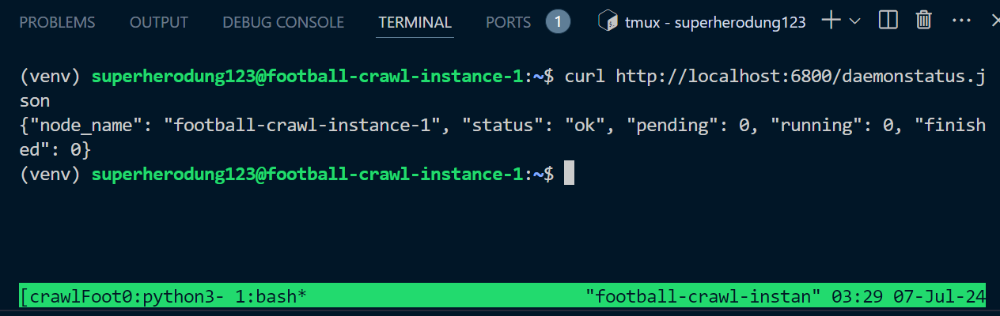 PROBLEMS OUTPUT DEBUG CONSOLE TERMINAL PORTS 1 tmux - superherodung123
(venv) superherodung123@football-crawl-instance-1:~$ curl http://localhost:6800/daemonstatus.j
son
{"node_name": "football-crawl-instance-1", "status": "ok", "pending": 0, "running": 0, "finish
ed": 0}
(venv) superherodung123@football-crawl-instance-1:~$
[crawlFoot0:python3- 1:bash* "football-crawl-instan" 03:29 07-Jul-24